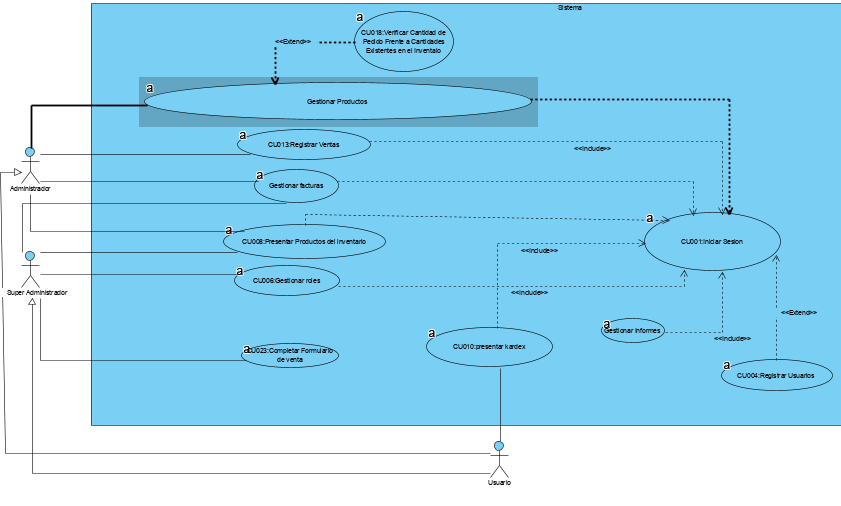 Sistema
a
CU018:Verificar Cantidad de
Pedido Frente a Cantidades
Existentes en el Inventaio
<<Extend>>
a
Gestionar Productos
a
CU013:Registrar Ventas
<<Include>>
a
Gestionar facturas
Administrador
a
CU008:Presentar Productos del Inventario
a
CU001:Iniciar Sesion
<<Include>>
a
CU006:Gestionar roles
<<Include>>
Super Administrador
<<Extend>>
a
Gestionar Informes
<<Include>>
a
CU010:presentar kardex
a
CU023:Completar Formulario
de venta
a
CU004:Registrar Usuarios
Usuario